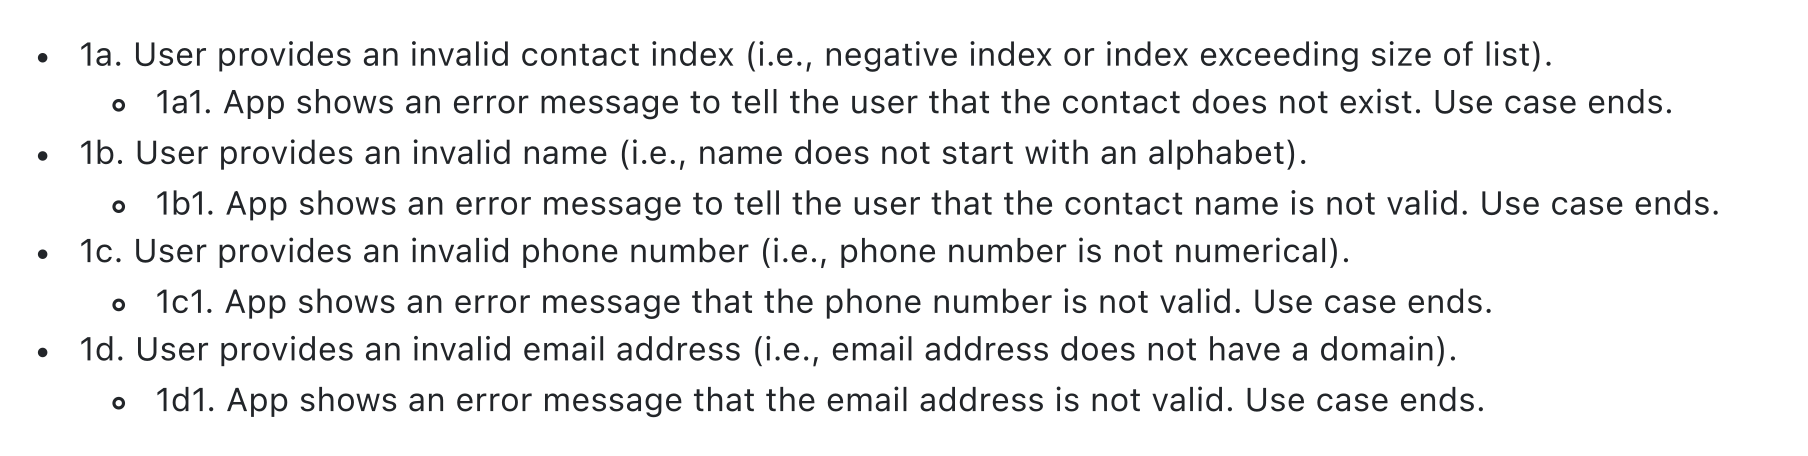 • 1a. User provides an invalid contact index (i.e., negative index or index exceeding size of list).
◦ 1a1. App shows an error message to tell the user that the contact does not exist. Use case ends.
• 1b. User provides an invalid name (i.e., name does not start with an alphabet).
◦ 1b1. App shows an error message to tell the user that the contact name is not valid. Use case ends.
• 1c. User provides an invalid phone number (i.e., phone number is not numerical).
◦ 1c1. App shows an error message that the phone number is not valid. Use case ends.
• 1d. User provides an invalid email address (i.e., email address does not have a domain).
◦ 1d1. App shows an error message that the email address is not valid. Use case ends.